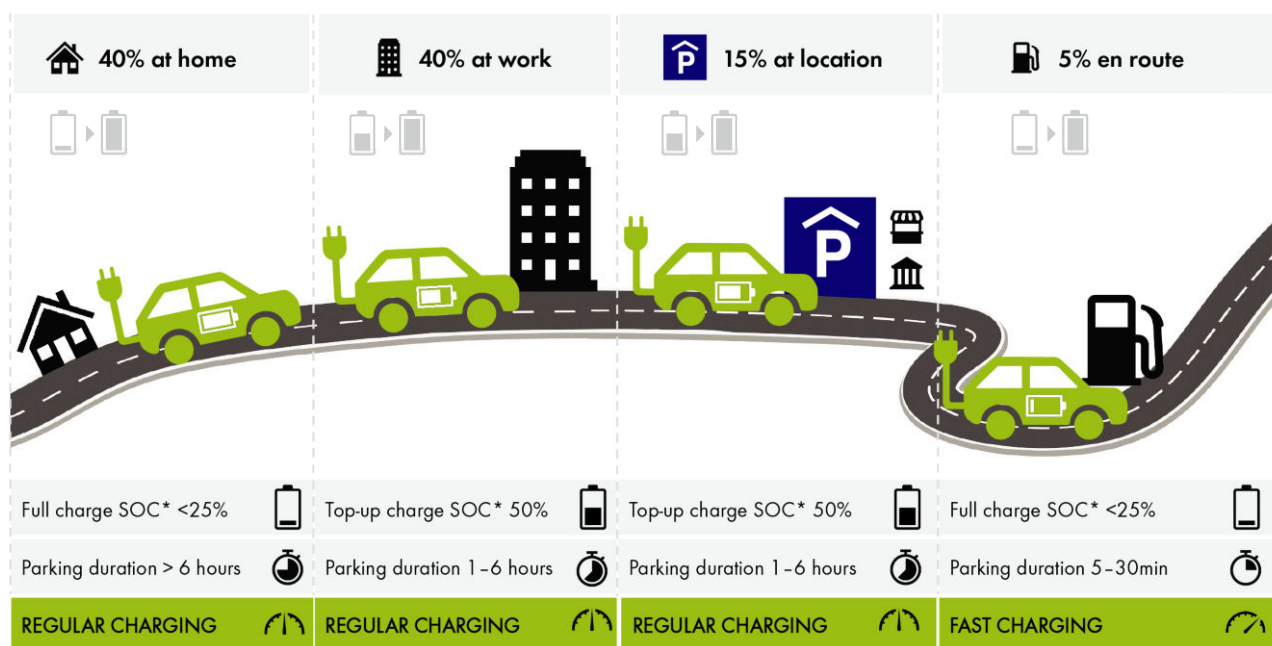 40% at home
40% at work
P
15% at location
5% en route
P
Full charge SOC* <25%
Top-up charge SOC* 50%
Top-up charge SOC* 50%
Full charge SOC* <25%
Parking duration > 6 hours
Parking duration 1–6 hours
Parking duration 1–6 hours
Parking duration 5–30min
REGULAR CHARGING
REGULAR CHARGING
REGULAR CHARGING
FAST CHARGING